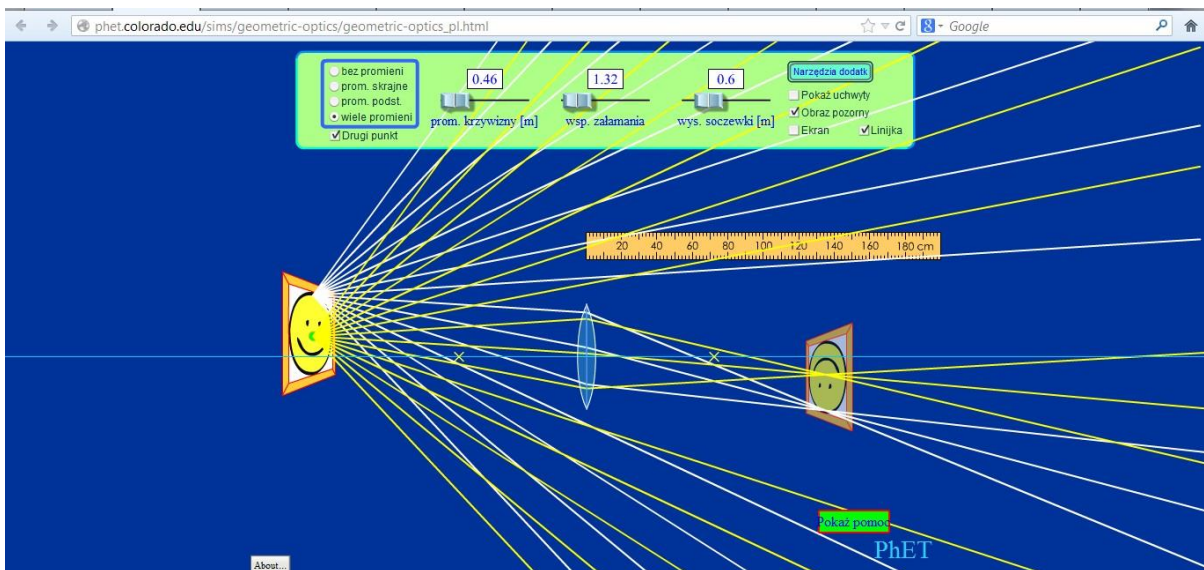 phet.colorado.edu/sims/geometric-optics/geometric-optics_pl.html
Google
bez promieni
prom. skrajne
prom. podst.
wiele promieni
Drugi punkt
0.46
prom. krzywizny [m]
1.32
wsp. załamania
0.6
wys. soczewki [m]
Narzędzia dodatk
Pokaż uchwyty
Obraz pozorny
Ekran
Linijka
20 40 60 80 100 120 140 160 180 cm
Pokaż pomoc
PhET
About...